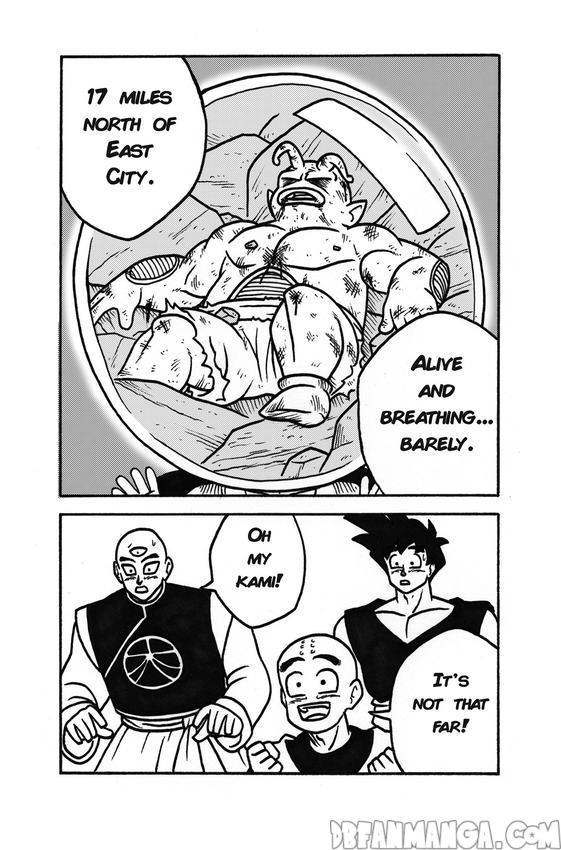 17 MILES
NORTH OF
EAST
CITY.
ALIVE
AND
BREATHING...
BARELY.
OH
MY
KAMI!
IT'S
NOT THAT
FAR!
DBFANMANGA.COM